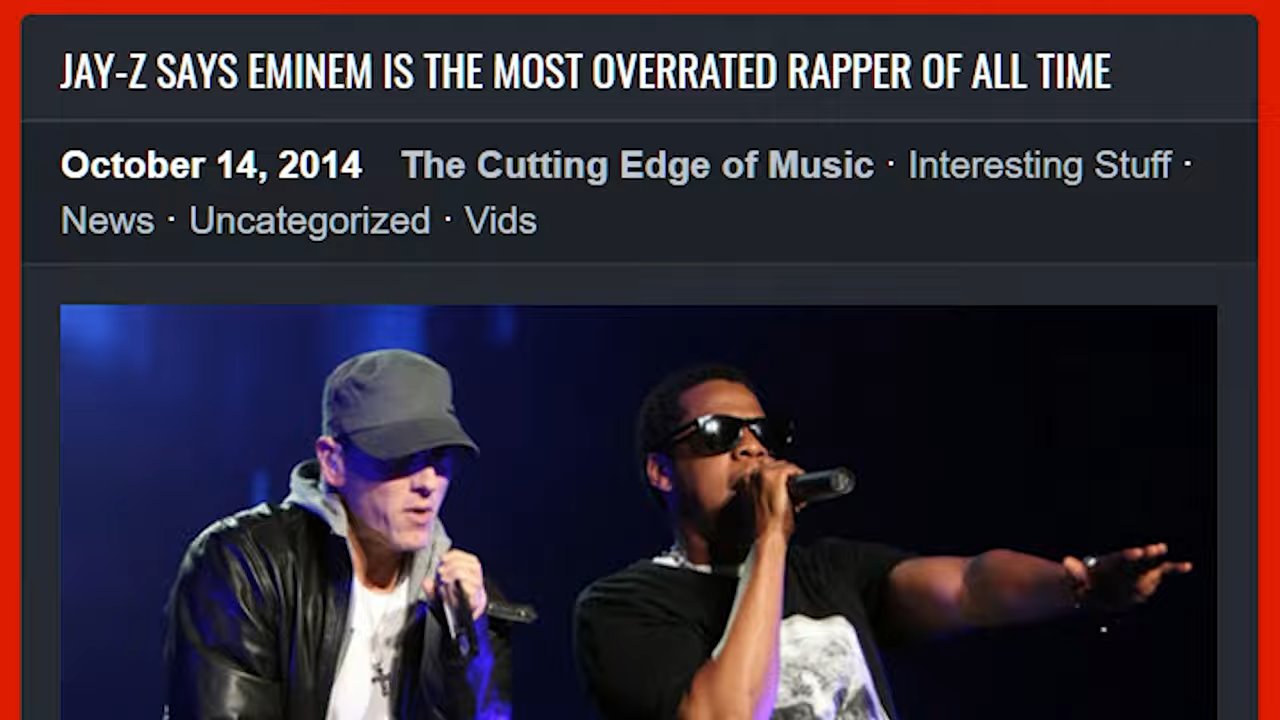 JAY-Z SAYS EMINEM IS THE MOST OVERRATED RAPPER OF ALL TIME
October 14, 2014 The Cutting Edge of Music · Interesting Stuff ·
News · Uncategorized · Vids